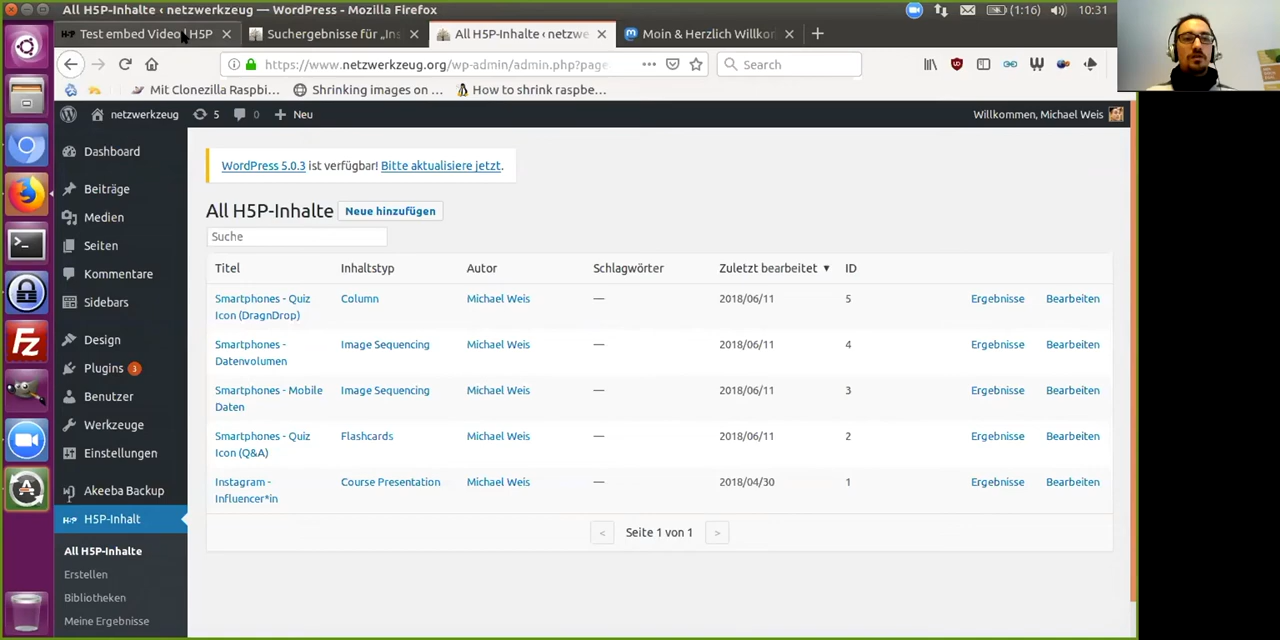 All H5P-Inhalte ‹ netzwerkzeug — WordPress - Mozilla Firefox
(1:16)
10:31
H-P Test embed Video | H5P
Suchergebnisse für „Ins
All H5P-Inhalte ‹ netzwe
Moin & Herzlich Willkor
https://www.netzwerkzeug.org/wp-admin/admin.php?page
Search
Mit Clonezilla Raspbi...
Shrinking images on ...
How to shrink raspbe...
netzwerkzeug
5
0
Neu
Willkommen, Michael Weis
Dashboard
Beiträge
Medien
Seiten
Kommentare
Sidebars
Design
Plugins 3
Benutzer
Werkzeuge
Einstellungen
Akeeba Backup
H5P-Inhalt
All H5P-Inhalte
Erstellen
Bibliotheken
Meine Ergebnisse
WordPress 5.0.3 ist verfügbar! Bitte aktualisiere jetzt.
All H5P-Inhalte Neue hinzufügen
Suche
Titel Inhaltstyp Autor Schlagwörter Zuletzt bearbeitet ▼ ID
Smartphones - Quiz Column Michael Weis — 2018/06/11 5 Ergebnisse Bearbeiten
Icon (DragnDrop)
Smartphones - Image Sequencing Michael Weis — 2018/06/11 4 Ergebnisse Bearbeiten
Datenvolumen
Smartphones - Mobile Image Sequencing Michael Weis — 2018/06/11 3 Ergebnisse Bearbeiten
Daten
Smartphones - Quiz Flashcards Michael Weis — 2018/06/11 2 Ergebnisse Bearbeiten
Icon (Q&A)
Instagram - Course Presentation Michael Weis — 2018/04/30 1 Ergebnisse Bearbeiten
Influencer*in
< Seite 1 von 1 >